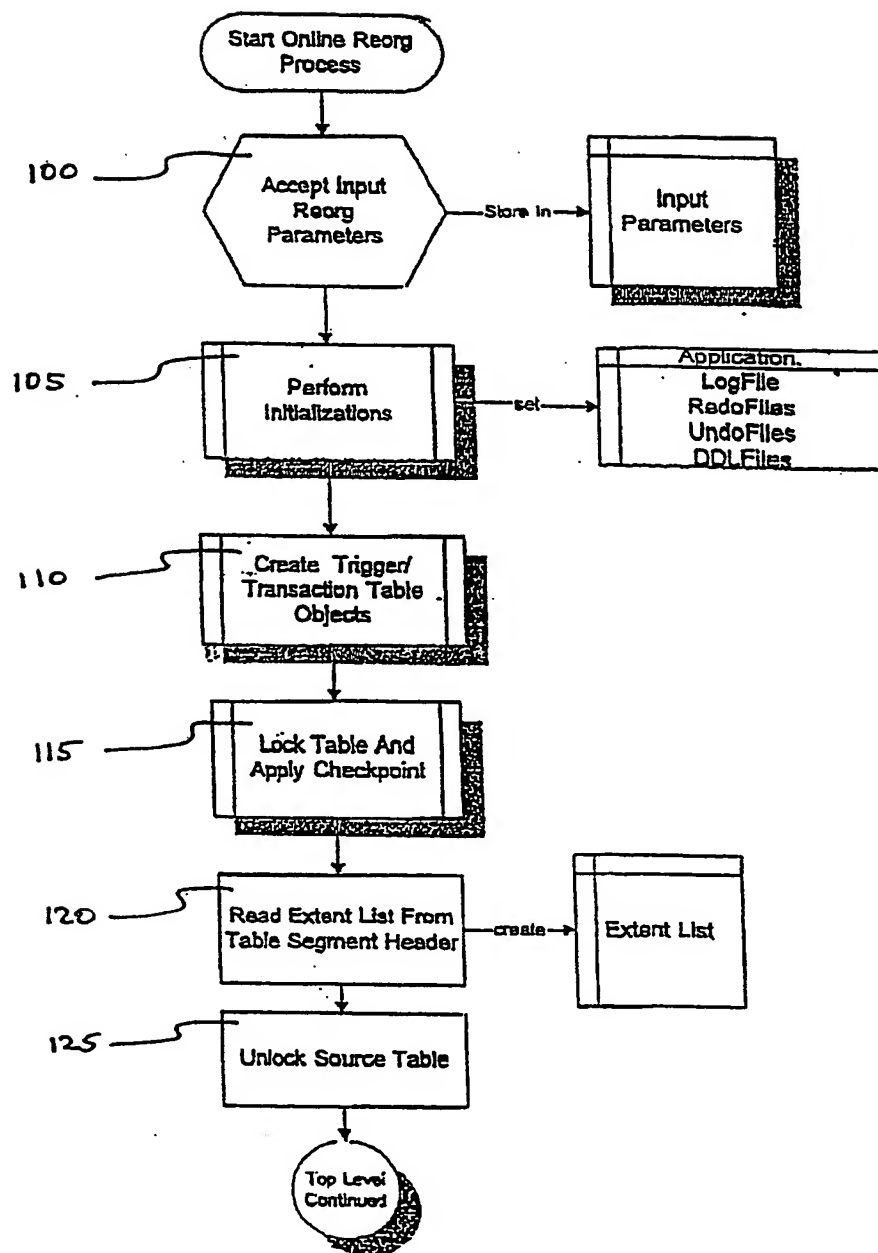 Start Online Reorg
Process
100
Accept Input
Reorg
Parameters
Store in
Input
Parameters
105
Perform
Initializations
set
Application.
LogFile
RedoFiles
UndoFiles
DDLFiles
110
Create Trigger/
Transaction Table
Objects
115
Lock Table And
Apply Checkpoint
120
Read Extent List From
Table Segment Header
create
Extent List
125
Unlock Source Table
Top Level
Continued